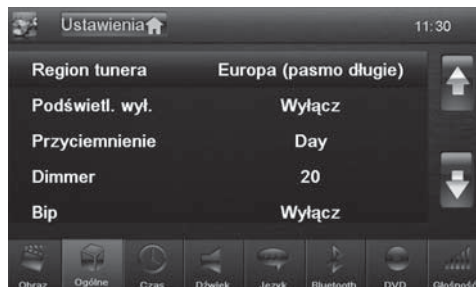 Ustawienia 11:30
Region tunera Europa (pasmo długie)
Podświetl. wył. Wyłącz
Przyciemnienie Day
Dimmer 20
Bip Wyłącz
Obraz Ogólne Czas Dźwięk Język Bluetooth DVD Głośność